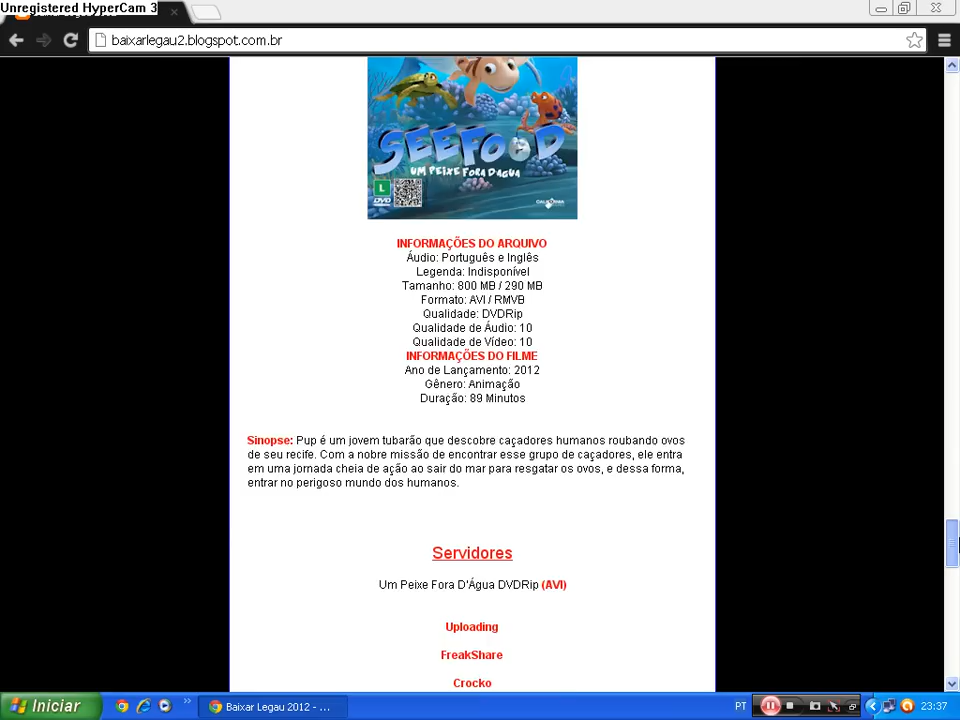 Unregistered HyperCam 3
baixarlegau2.blogspot.com.br
SEEFOOD
UM PEIXE FORA D'AGUA
L
DVD
INFORMAÇÕES DO ARQUIVO
Áudio: Português e Inglês
Legenda: Indisponível
Tamanho: 800 MB / 290 MB
Formato: AVI / RMVB
Qualidade: DVDRip
Qualidade de Áudio: 10
Qualidade de Vídeo: 10
INFORMAÇÕES DO FILME
Ano de Lançamento: 2012
Gênero: Animação
Duração: 89 Minutos
Sinopse: Pup é um jovem tubarão que descobre caçadores humanos roubando ovos
de seu recife. Com a nobre missão de encontrar esse grupo de caçadores, ele entra
em uma jornada cheia de ação ao sair do mar para resgatar os ovos, e dessa forma,
entrar no perigoso mundo dos humanos.
Servidores
Um Peixe Fora D'Água DVDRip (AVI)
Uploading
FreakShare
Crocko
Iniciar
Baixar Legau 2012 - ...
PT
23:37